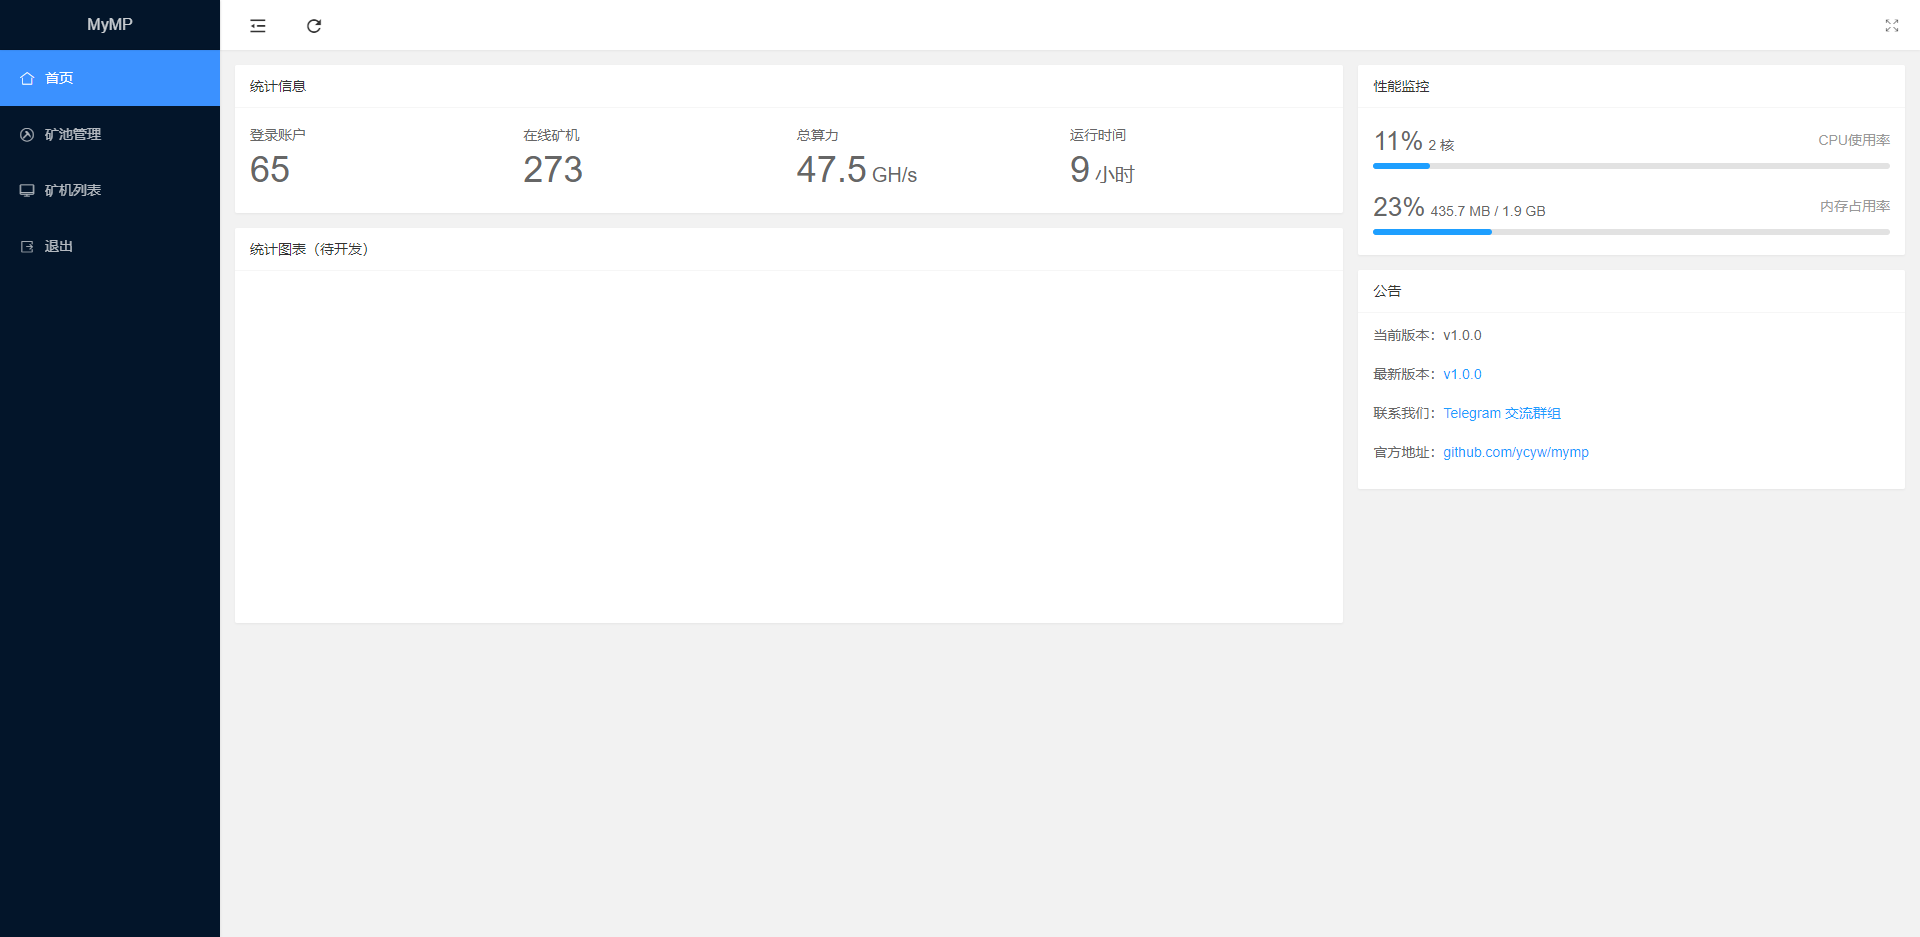 MyMP
首页
矿池管理
矿机列表
退出
统计信息
登录账户
65
在线矿机
273
总算力
47.5 GH/s
运行时间
9 小时
统计图表（待开发）
性能监控
11% 2 核
CPU使用率
23% 435.7 MB / 1.9 GB
内存占用率
公告
当前版本：v1.0.0
最新版本：v1.0.0
联系我们：Telegram 交流群组
官方地址：github.com/ycyw/mymp